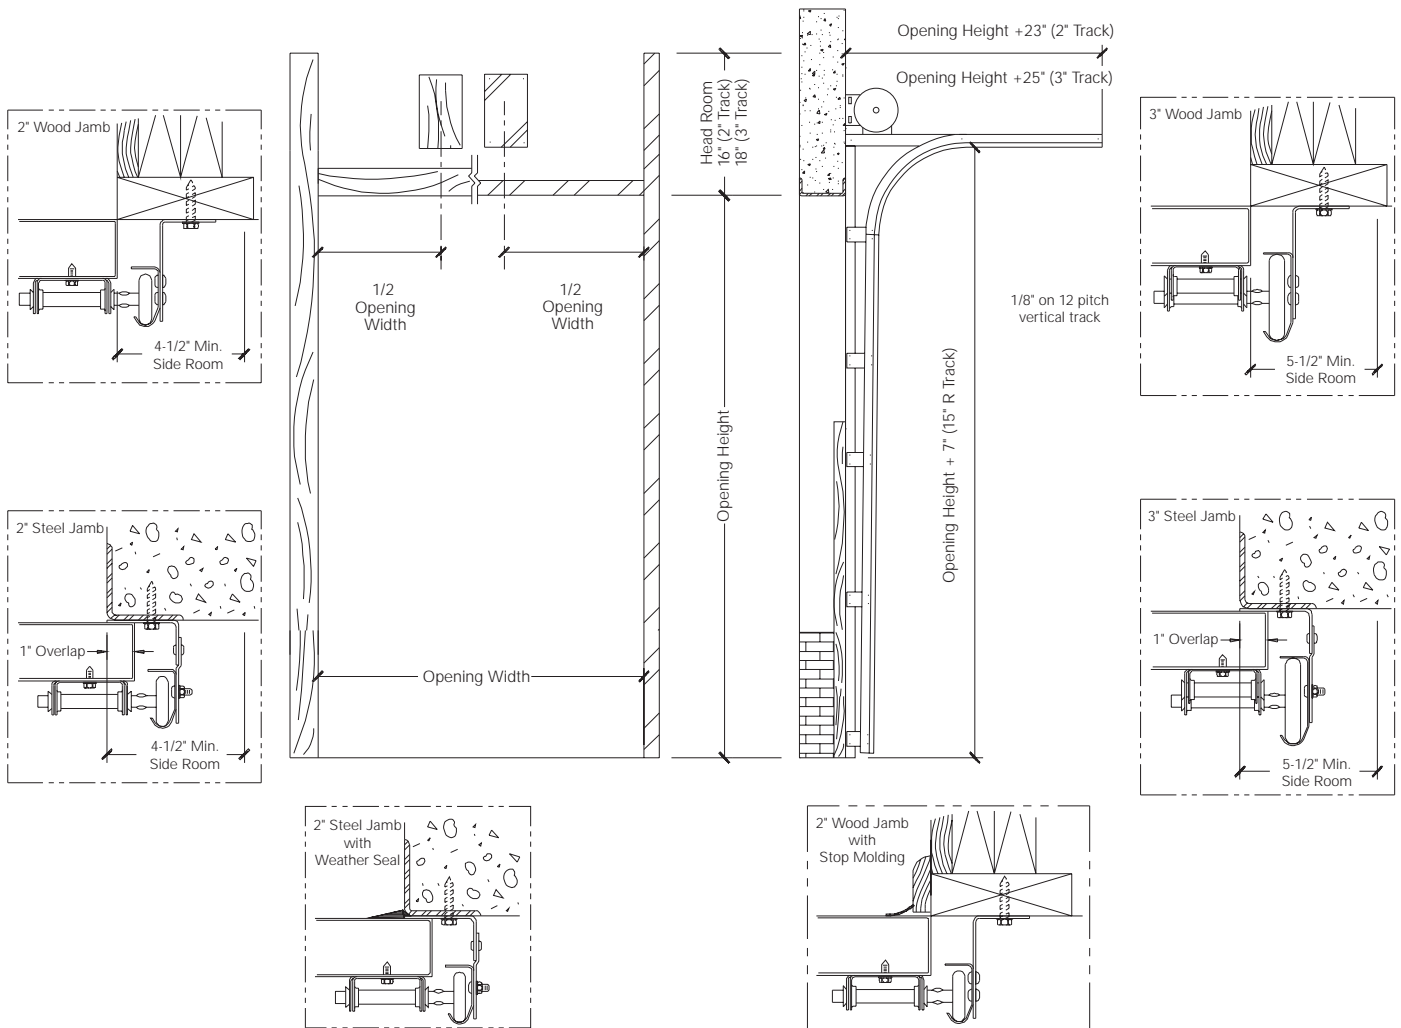 Opening Height +23" (2" Track)
Opening Height +25" (3" Track)
Head Room
16" (2" Track)
18" (3" Track)
2" Wood Jamb
4-1/2" Min.
Side Room
1/2
Opening
Width
1/2
Opening
Width
Opening Height
Opening Height + 7" (15" R Track)
1/8" on 12 pitch
vertical track
3" Wood Jamb
5-1/2" Min.
Side Room
2" Steel Jamb
1" Overlap
4-1/2" Min.
Side Room
Opening Width
3" Steel Jamb
1" Overlap
5-1/2" Min.
Side Room
2" Steel Jamb
with
Weather Seal
2" Wood Jamb
with
Stop Molding